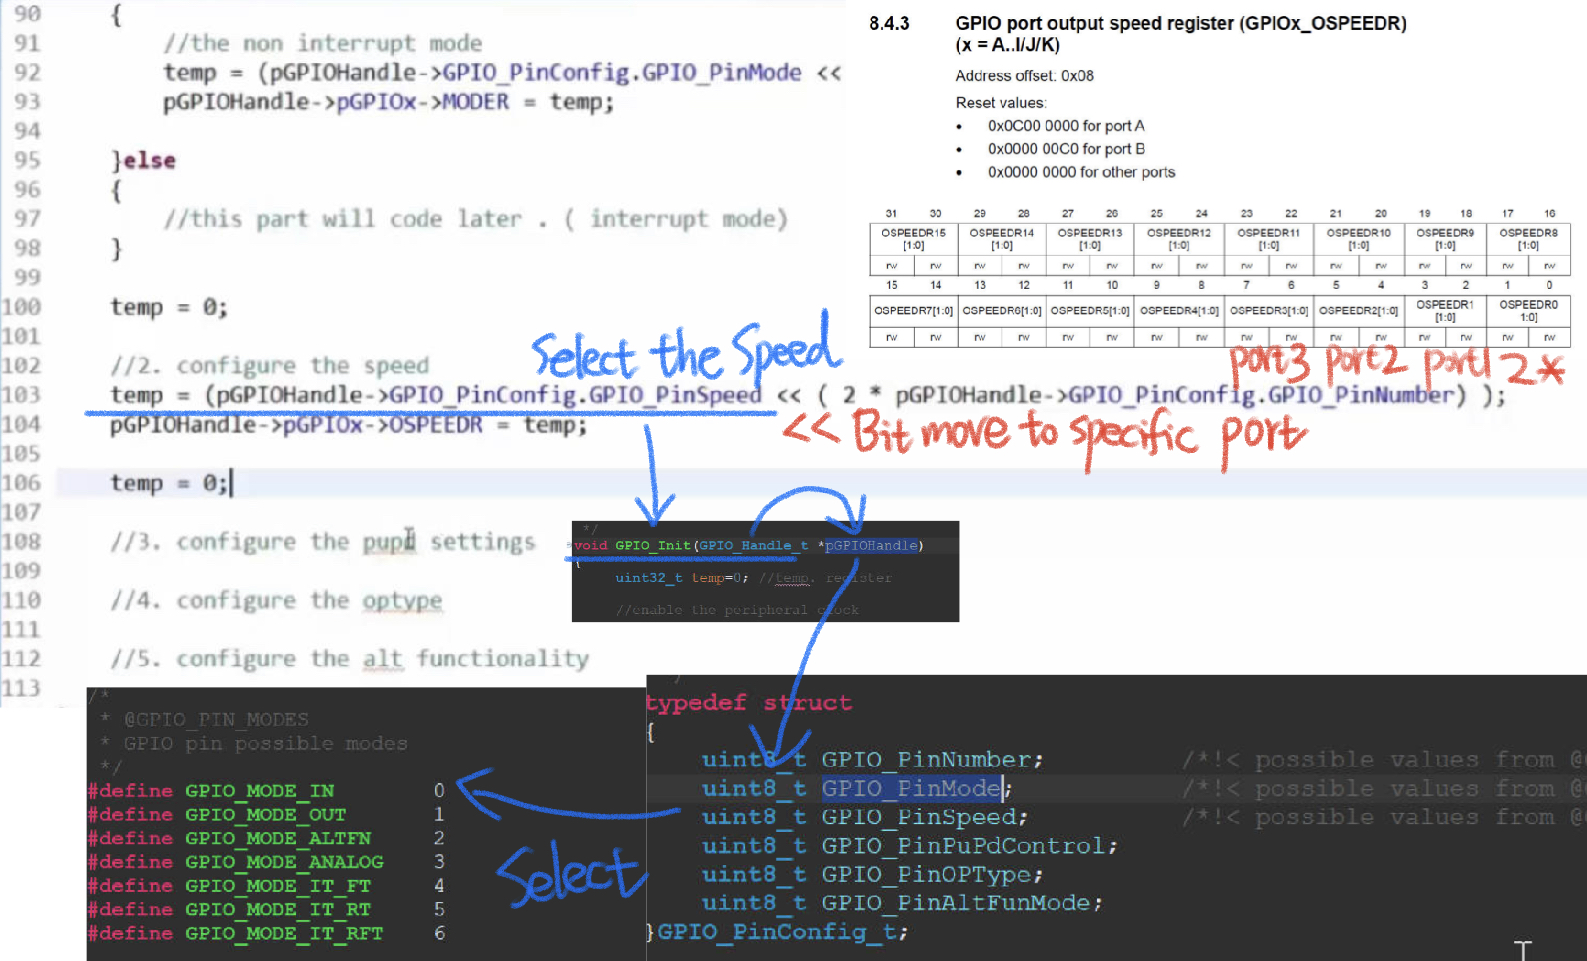 90 {
91 //the non interrupt mode
92 temp = (pGPIOHandle->GPIO_PinConfig.GPIO_PinMode <<
93 pGPIOHandle->pGPIOx->MODER = temp;
94
95 }else
96 {
97 //this part will code later . ( interrupt mode)
98 }
99
100 temp = 0;
101
102 //2. configure the speed
103 temp = (pGPIOHandle->GPIO_PinConfig.GPIO_PinSpeed << ( 2 * pGPIOHandle->GPIO_PinConfig.GPIO_PinNumber) );
104 pGPIOHandle->pGPIOx->OSPEEDR = temp;
105
106 temp = 0;
107
108 //3. configure the pupd settings
109
110 //4. configure the optype
111
112 //5. configure the alt functionality
113
8.4.3 GPIO port output speed register (GPIOx_OSPEEDR)
(x = A..I/J/K)
Address offset: 0x08
Reset values:
• 0x0C00 0000 for port A
• 0x0000 00C0 for port B
• 0x0000 0000 for other ports
31 30 29 28 27 26 25 24 23 22 21 20 19 18 17 16
OSPEEDR15 [1:0] OSPEEDR14 [1:0] OSPEEDR13 [1:0] OSPEEDR12 [1:0] OSPEEDR11 [1:0] OSPEEDR10 [1:0] OSPEEDR9 [1:0] OSPEEDR8 [1:0]
rw rw rw rw rw rw rw rw rw rw rw rw rw rw rw rw
15 14 13 12 11 10 9 8 7 6 5 4 3 2 1 0
OSPEEDR7[1:0] OSPEEDR6[1:0] OSPEEDR5[1:0] OSPEEDR4[1:0] OSPEEDR3[1:0] OSPEEDR2[1:0] OSPEEDR1 [1:0] OSPEEDR0 1:0]
rw rw rw rw rw rw rw rw rw rw rw rw rw rw rw rw
Select the Speed
port3 port2 port1 2*
<< Bit move to specific port
*/
void GPIO_Init(GPIO_Handle_t *pGPIOHandle)
{
uint32_t temp=0; //temp. register
//enable the peripheral clock
/*
* @GPIO_PIN_MODES
* GPIO pin possible modes
*/
#define GPIO_MODE_IN 0
#define GPIO_MODE_OUT 1
#define GPIO_MODE_ALTFN 2
#define GPIO_MODE_ANALOG 3
#define GPIO_MODE_IT_FT 4
#define GPIO_MODE_IT_RT 5
#define GPIO_MODE_IT_RFT 6
Select
typedef struct
{
uint8_t GPIO_PinNumber; /*!< possible values from @
uint8_t GPIO_PinMode; /*!< possible values from @
uint8_t GPIO_PinSpeed; /*!< possible values from @
uint8_t GPIO_PinPuPdControl;
uint8_t GPIO_PinOPType;
uint8_t GPIO_PinAltFunMode;
}GPIO_PinConfig_t;